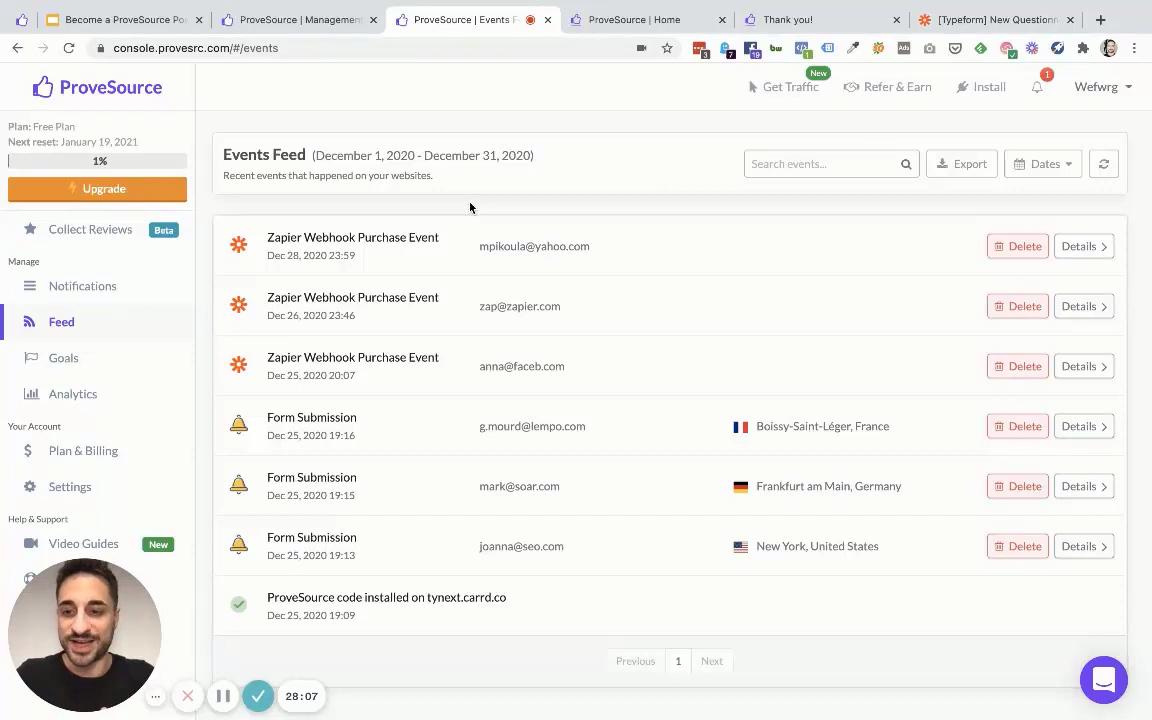 Become a ProveSource Po
ProveSource | Management
ProveSource | Events F
ProveSource | Home
Thank you!
[Typeform] New Questionn
console.provesrc.com/#/events
3
7
19
1
Ads
ProveSource
New
Get Traffic
Refer & Earn
Install
1
Wefwrg
Plan: Free Plan
Next reset: January 19, 2021
1%
Upgrade
Collect Reviews Beta
Manage
Notifications
Feed
Goals
Analytics
Your Account
Plan & Billing
Settings
Help & Support
Video Guides New
Events Feed (December 1, 2020 - December 31, 2020)
Recent events that happened on your websites.
Search events...
Export
Dates
Zapier Webhook Purchase Event
Dec 28, 2020 23:59
mpikoula@yahoo.com
Delete
Details
Zapier Webhook Purchase Event
Dec 26, 2020 23:46
zap@zapier.com
Delete
Details
Zapier Webhook Purchase Event
Dec 25, 2020 20:07
anna@faceb.com
Delete
Details
Form Submission
Dec 25, 2020 19:16
g.mourd@lempo.com
Boissy-Saint-Léger, France
Delete
Details
Form Submission
Dec 25, 2020 19:15
mark@soar.com
Frankfurt am Main, Germany
Delete
Details
Form Submission
Dec 25, 2020 19:13
joanna@seo.com
New York, United States
Delete
Details
ProveSource code installed on tynext.carrd.co
Dec 25, 2020 19:09
Previous
1
Next
28:07